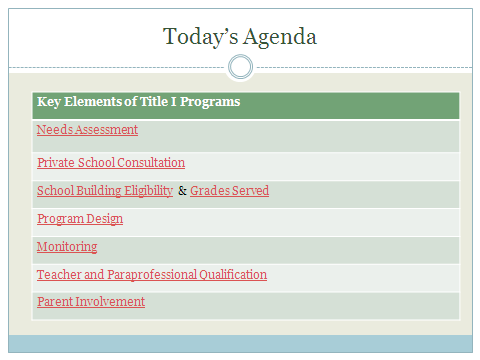 Today's Agenda
Key Elements of Title I Programs
Needs Assessment
Private School Consultation
School Building Eligibility & Grades Served
Program Design
Monitoring
Teacher and Paraprofessional Qualification
Parent Involvement